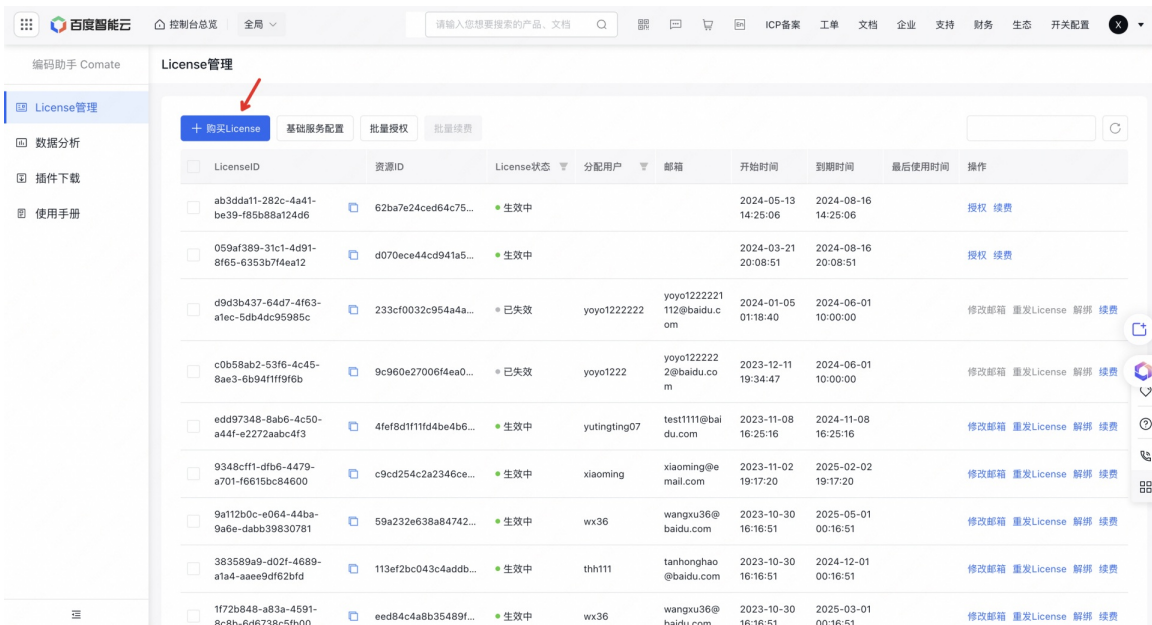 百度智能云 控制台总览 全局 请输入您想要搜索的产品、文档 En ICP备案 工单 文档 企业 支持 财务 生态 开关配置 X
编码助手 Comate
License管理
License管理
数据分析
插件下载
使用手册
+ 购买License 基础服务配置 批量授权 批量续费
LicenseID 资源ID License状态 分配用户 邮箱 开始时间 到期时间 最后使用时间 操作
ab3dda11-282c-4a41- 2024-05-13 2024-08-16
62ba7e24ced64c75... 生效中 授权 续费
be39-f85b88a124d6 14:25:06 14:25:06
059af389-31c1-4d91- 2024-03-21 2024-08-16
d070ece44cd941a5... 生效中 授权 续费
8f65-6353b7f4ea12 20:08:51 20:08:51
yoyo1222221
d9d3b437-64d7-4f63- 2024-01-05 2024-06-01
233cf0032c954a4a... 已失效 yoyo1222222 112@baidu.c 修改邮箱 重发License 解绑 续费
a1ec-5db4dc95985c 01:18:40 10:00:00
om
yoyo122222
c0b58ab2-53f6-4c45- 2023-12-11 2024-06-01
9c960e27006f4ea0... 已失效 yoyo1222 2@baidu.co 修改邮箱 重发License 解绑 续费
8ae3-6b94f1ff9f6b 19:34:47 10:00:00
m
edd97348-8ab6-4c50- test1111@bai 2023-11-08 2024-11-08
4fef8d1f11fd4be4b6... 生效中 yutingting07 修改邮箱 重发License 解绑 续费
a44f-e2272aabc4f3 du.com 16:25:16 16:25:16
9348cff1-dfb6-4479- xiaoming@e 2023-11-02 2025-02-02
c9cd254c2a2346ce... 生效中 xiaoming 修改邮箱 重发License 解绑 续费
a701-f6615bc84600 mail.com 19:17:20 19:17:20
9a112b0c-e064-44ba- wangxu36@ 2023-10-30 2025-05-01
59a232e638a84742... 生效中 wx36 修改邮箱 重发License 解绑 续费
9a6e-dabb39830781 baidu.com 16:16:51 00:16:51
383589a9-d02f-4689- tanhonghao 2023-10-30 2024-12-01
113ef2bc043c4addb... 生效中 thh111 修改邮箱 重发License 解绑 续费
a1a4-aaee9df62bfd @baidu.com 16:16:51 00:16:51
1f72b848-a83a-4591- wangxu36@ 2023-10-30 2025-03-01
eed84c4a8b35489f... 生效中 wx36 修改邮箱 重发License 解绑 续费
8c8b-6d6738c5fb00 baidu.com 16:16:51 00:16:51